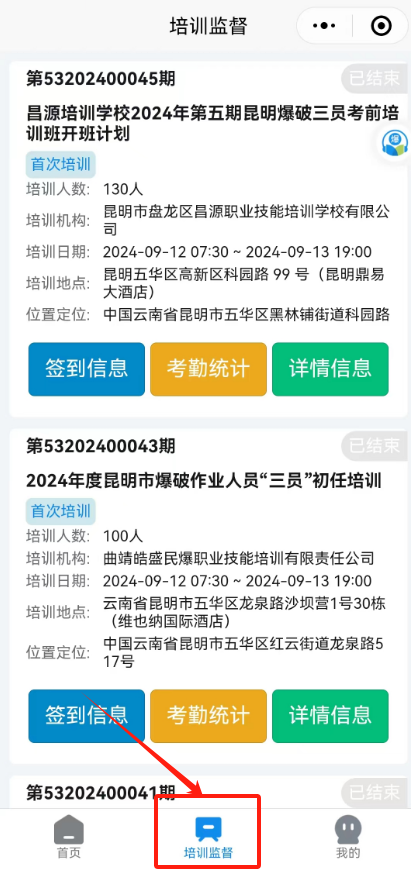 培训监督
第53202400045期
已结束
昌源培训学校2024年第五期昆明爆破三员考前培
训班开班计划
首次培训
培训人数: 130人
培训机构: 昆明市盘龙区昌源职业技能培训学校有限公
司
培训日期: 2024-09-12 07:30 ~ 2024-09-13 19:00
培训地点: 昆明五华区高新区科园路 99 号（昆明鼎易
大酒店）
位置定位: 中国云南省昆明市五华区黑林铺街道科园路
签到信息 考勤统计 详情信息
第53202400043期
已结束
2024年度昆明市爆破作业人员“三员”初任培训
首次培训
培训人数: 100人
培训机构: 曲靖皓盛民爆职业技能培训有限责任公司
培训日期: 2024-09-12 07:30 ~ 2024-09-13 19:00
培训地点: 云南省昆明市五华区龙泉路沙坝营1号30栋
（维也纳国际酒店）
位置定位: 中国云南省昆明市五华区红云街道龙泉路5
17号
签到信息 考勤统计 详情信息
第53202400041期
已结束
首页 培训监督 我的